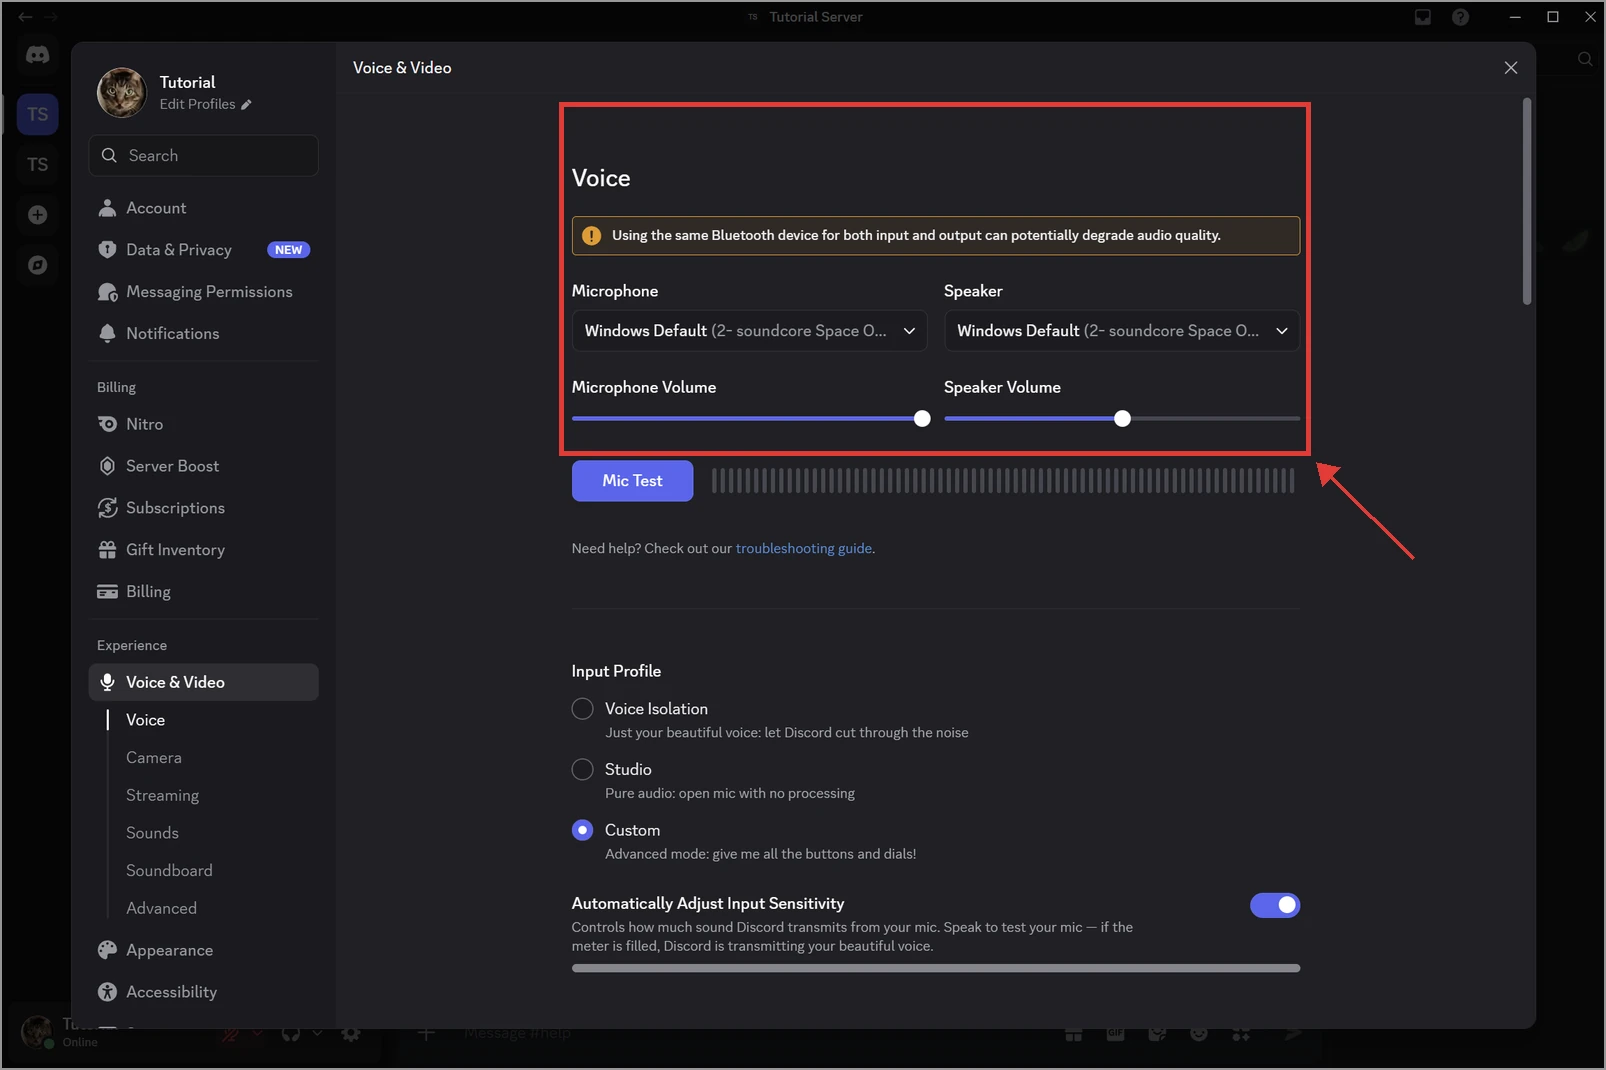 TS Tutorial Server
Tutorial
Edit Profiles
TS
TS
Search
Account
Data & Privacy NEW
Messaging Permissions
Notifications
Billing
Nitro
Server Boost
Subscriptions
Gift Inventory
Billing
Experience
Voice & Video
Voice
Camera
Streaming
Sounds
Soundboard
Advanced
Appearance
Accessibility
Online
Voice & Video
Voice
Using the same Bluetooth device for both input and output can potentially degrade audio quality.
Microphone Speaker
Windows Default (2- soundcore Space O... Windows Default (2- soundcore Space O...
Microphone Volume Speaker Volume
Mic Test
Need help? Check out our troubleshooting guide.
Input Profile
Voice Isolation
Just your beautiful voice: let Discord cut through the noise
Studio
Pure audio: open mic with no processing
Custom
Advanced mode: give me all the buttons and dials!
Automatically Adjust Input Sensitivity
Controls how much sound Discord transmits from your mic. Speak to test your mic — if the
meter is filled, Discord is transmitting your beautiful voice.
Message #help
GIF